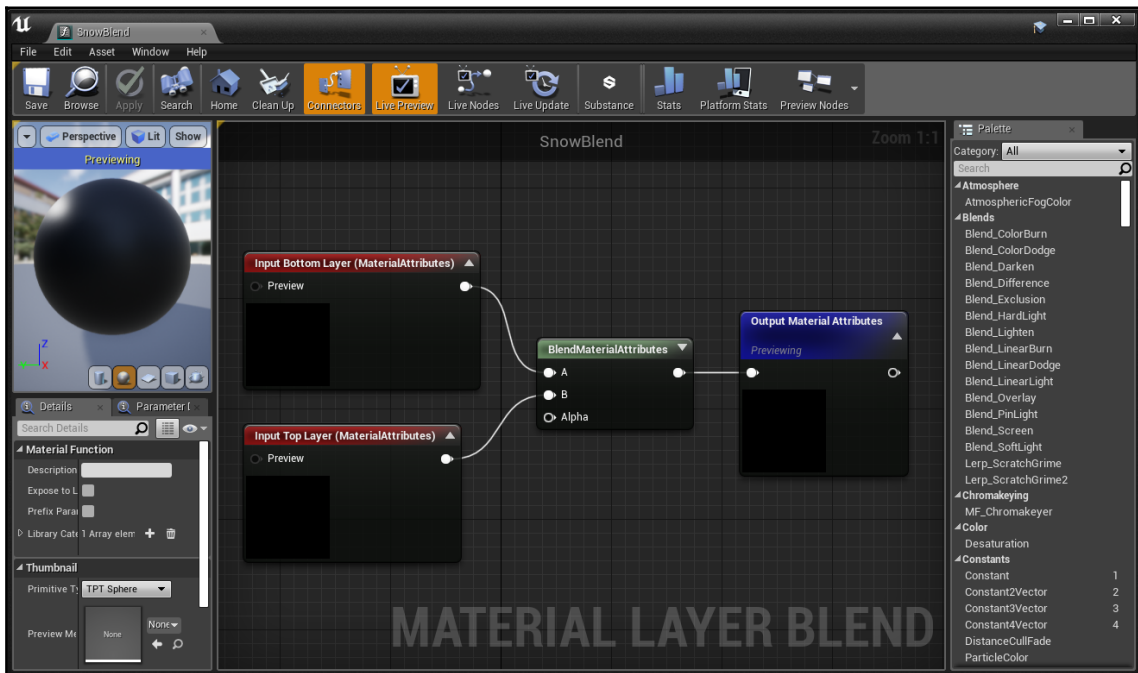 SnowBlend
File Edit Asset Window Help
Save Browse Apply Search Home Clean Up Connectors Live Preview Live Nodes Live Update Substance Stats Platform Stats Preview Nodes
Perspective Lit Show
Previewing
Z
X
SnowBlend
Zoom 1:1
Input Bottom Layer (MaterialAttributes)
Preview
Input Top Layer (MaterialAttributes)
Preview
BlendMaterialAttributes
A
B
Alpha
Output Material Attributes
Previewing
MATERIAL LAYER BLEND
Details Parameter
Search Details
Material Function
Description
Expose to L
Prefix Para
Library Cate 1 Array elem
Thumbnail
Primitive Ty TPT Sphere
Preview Me None None
Palette
Category: All
Search
Atmosphere
AtmosphericFogColor
Blends
Blend_ColorBurn
Blend_ColorDodge
Blend_Darken
Blend_Difference
Blend_Exclusion
Blend_HardLight
Blend_Lighten
Blend_LinearBurn
Blend_LinearDodge
Blend_LinearLight
Blend_Overlay
Blend_PinLight
Blend_Screen
Blend_SoftLight
Lerp_ScratchGrime
Lerp_ScratchGrime2
Chromakeying
MF_Chromakeyer
Color
Desaturation
Constants
Constant 1
Constant2Vector 2
Constant3Vector 3
Constant4Vector 4
DistanceCullFade
ParticleColor